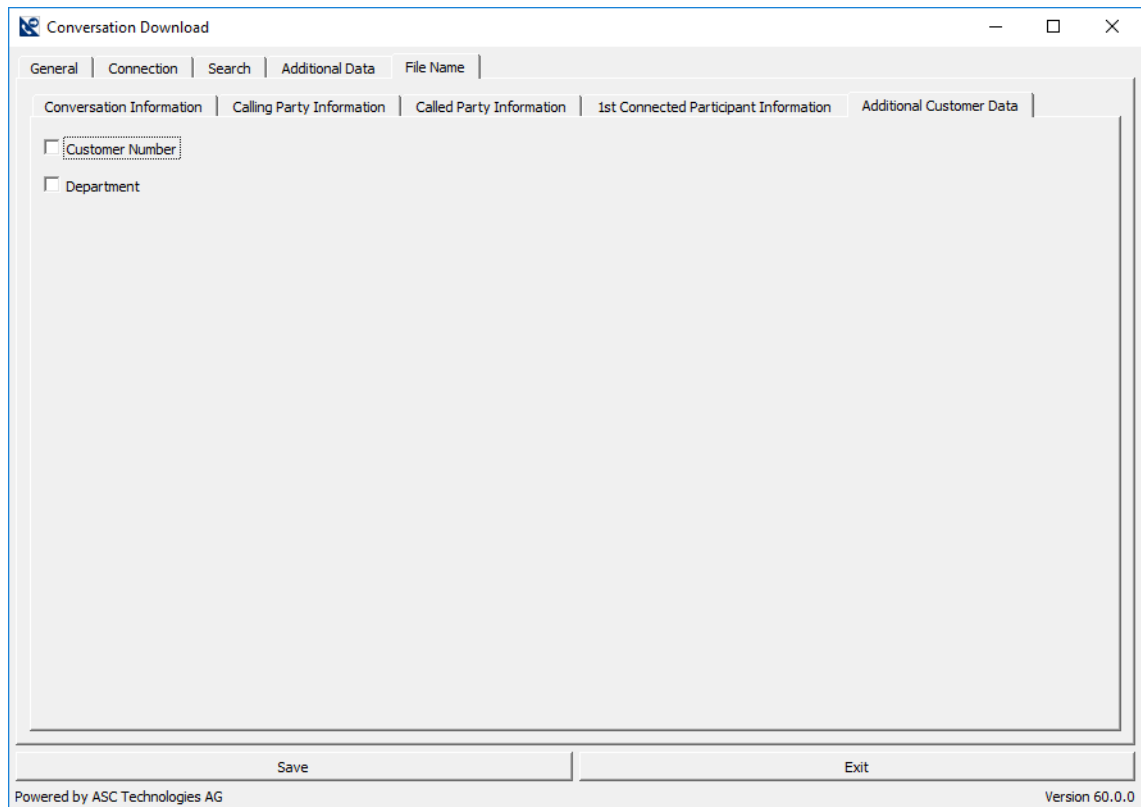 Conversation Download
General Connection Search Additional Data File Name
Conversation Information Calling Party Information Called Party Information 1st Connected Participant Information Additional Customer Data
Customer Number
Department
Save Exit
Powered by ASC Technologies AG Version 60.0.0